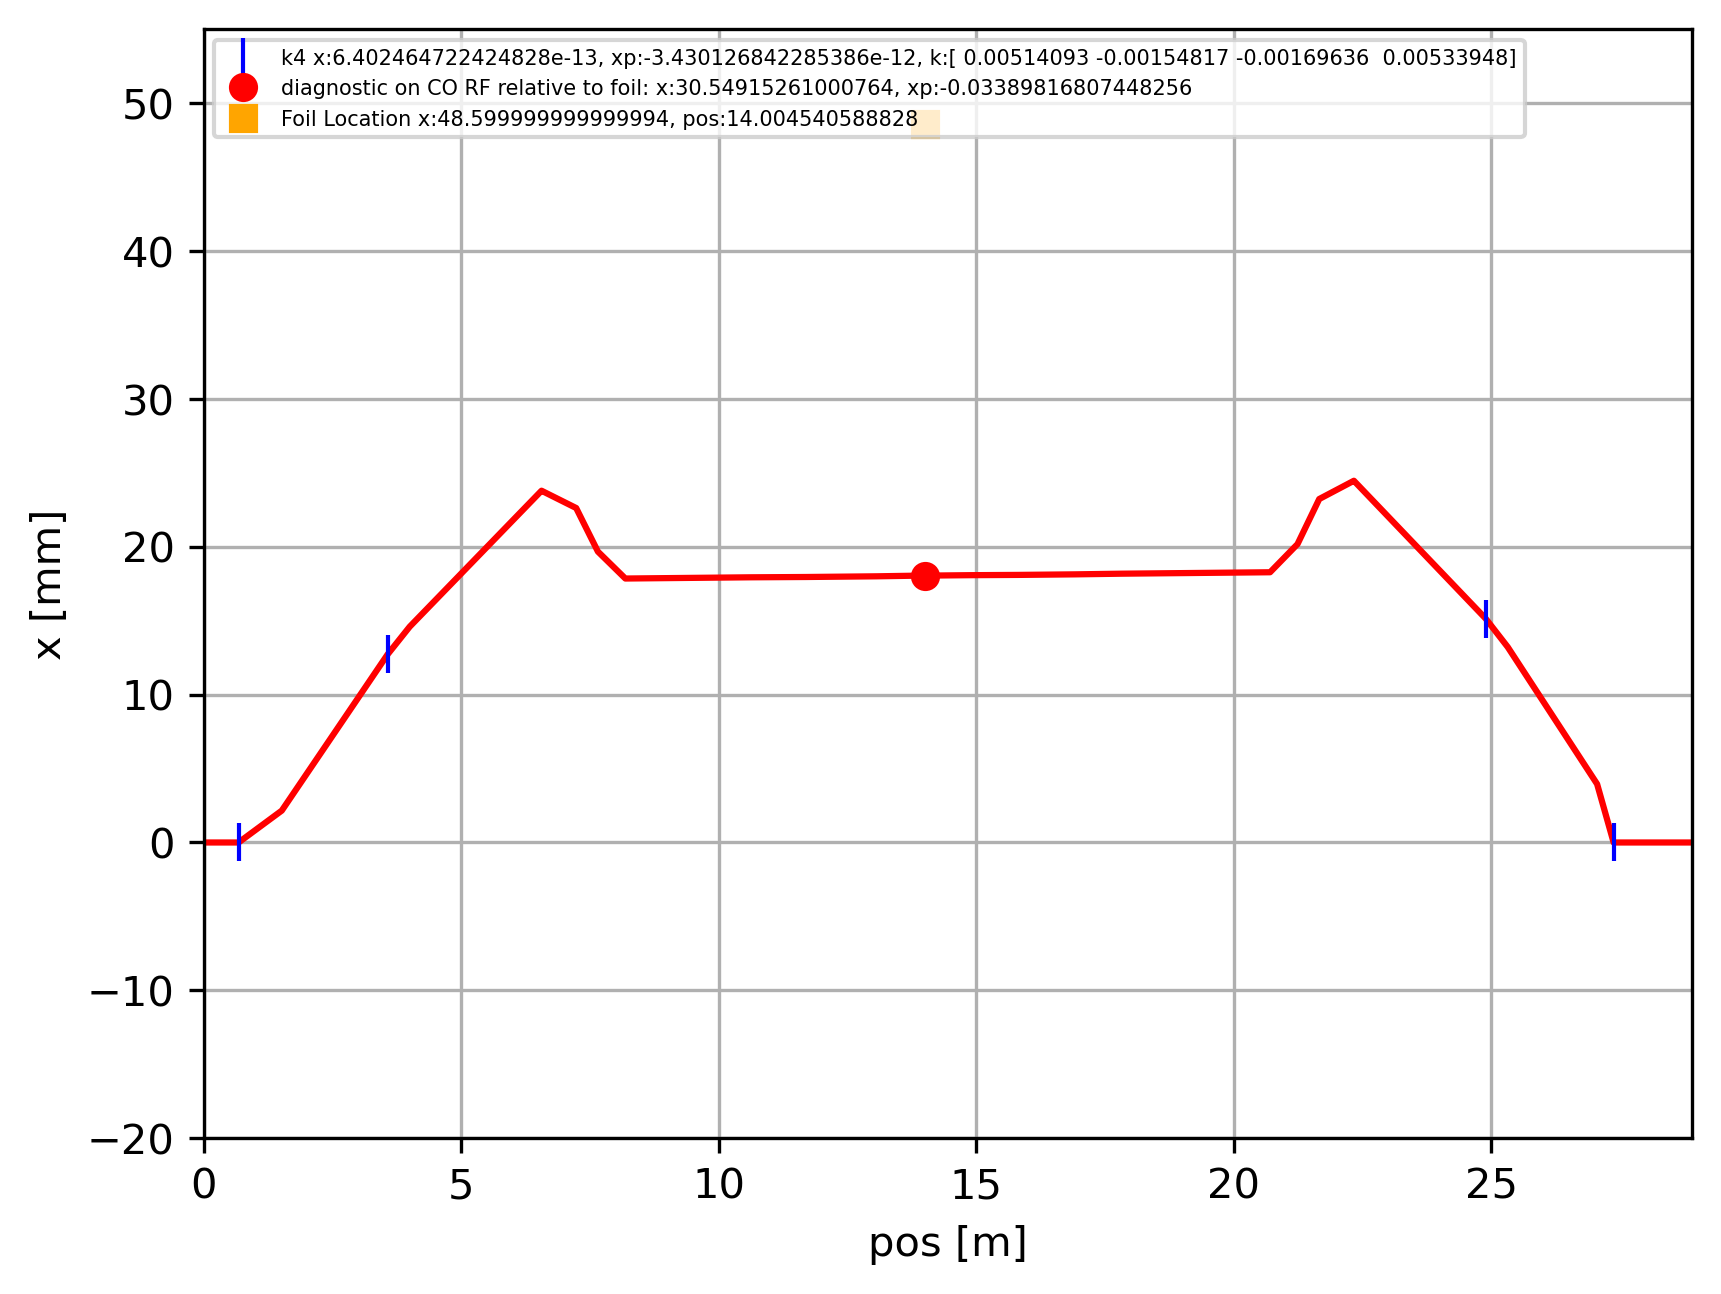 k4 x:6.402464722424828e-13, xp:-3.430126842285386e-12, k:[ 0.00514093 -0.00154817 -0.00169636  0.00533948]
diagnostic on CO RF relative to foil: x:30.54915261000764, xp:-0.03389816807448256
Foil Location x:48.599999999999994, pos:14.004540588828
50
40
30
20
10
0
−10
−20
x [mm]
0 5 10 15 20 25
pos [m]